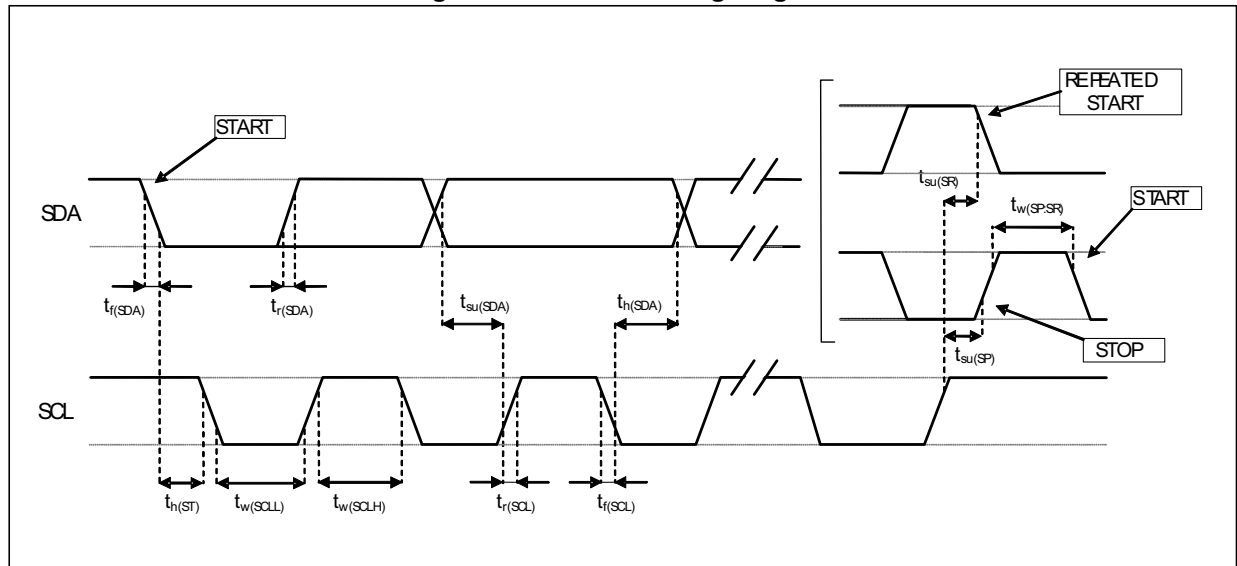 REPEATED
START
START
t_su(SR)
t_w(SP:SR)
START
SDA
t_f(SDA)
t_r(SDA)
t_su(SDA)
t_h(SDA)
t_su(SP)
STOP
SCL
t_h(ST)
t_w(SCLL)
t_w(SCLH)
t_r(SCL)
t_f(SCL)